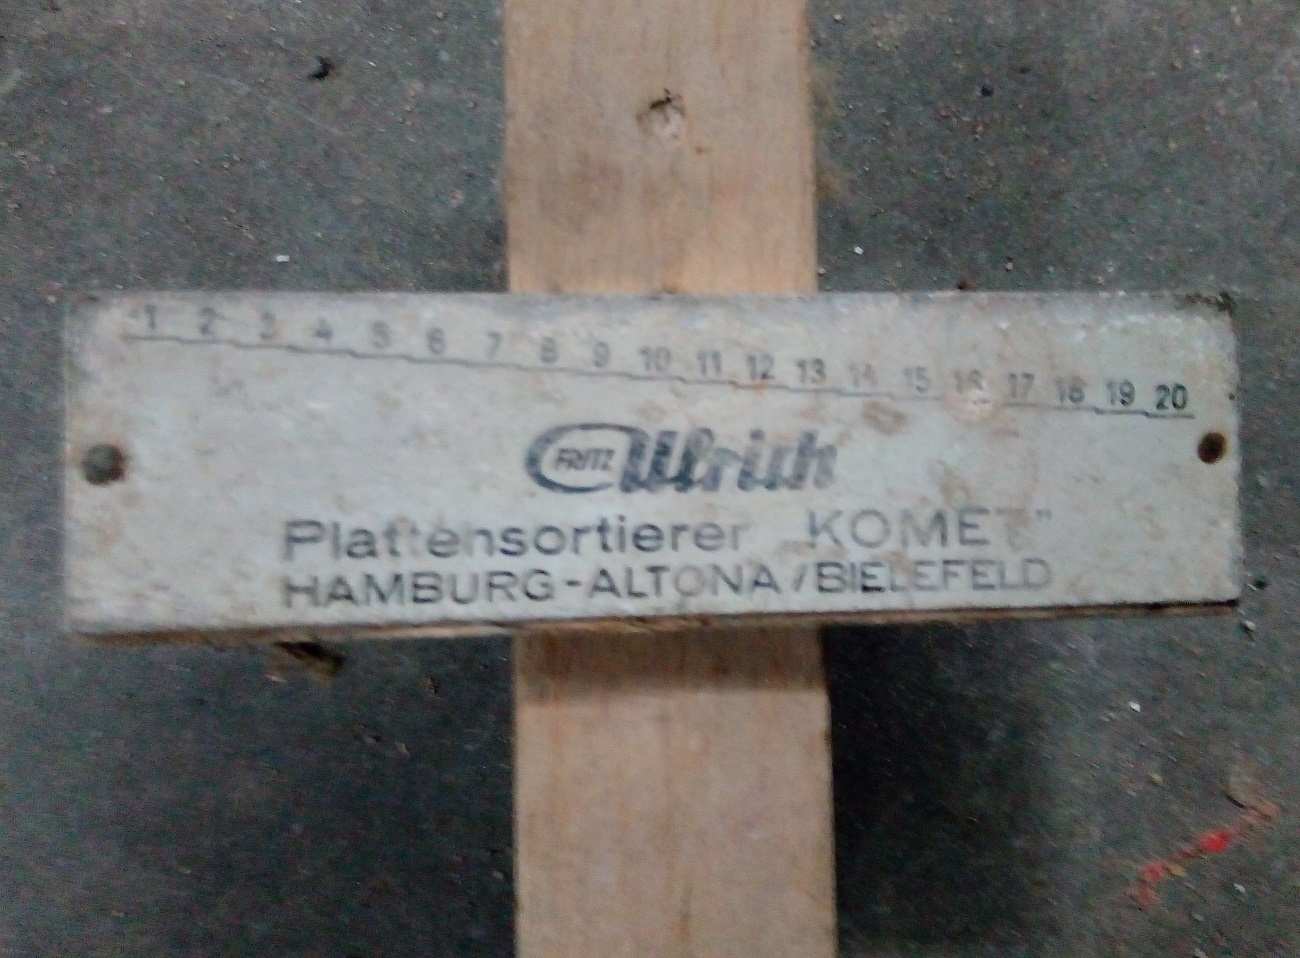 1 2 3 4 5 6 7 8 9 10 11 12 13 14 15 16 17 18 19 20
FRITZ Ullrich
Plattensortierer „KOMET"
HAMBURG-ALTONA/BIELEFELD